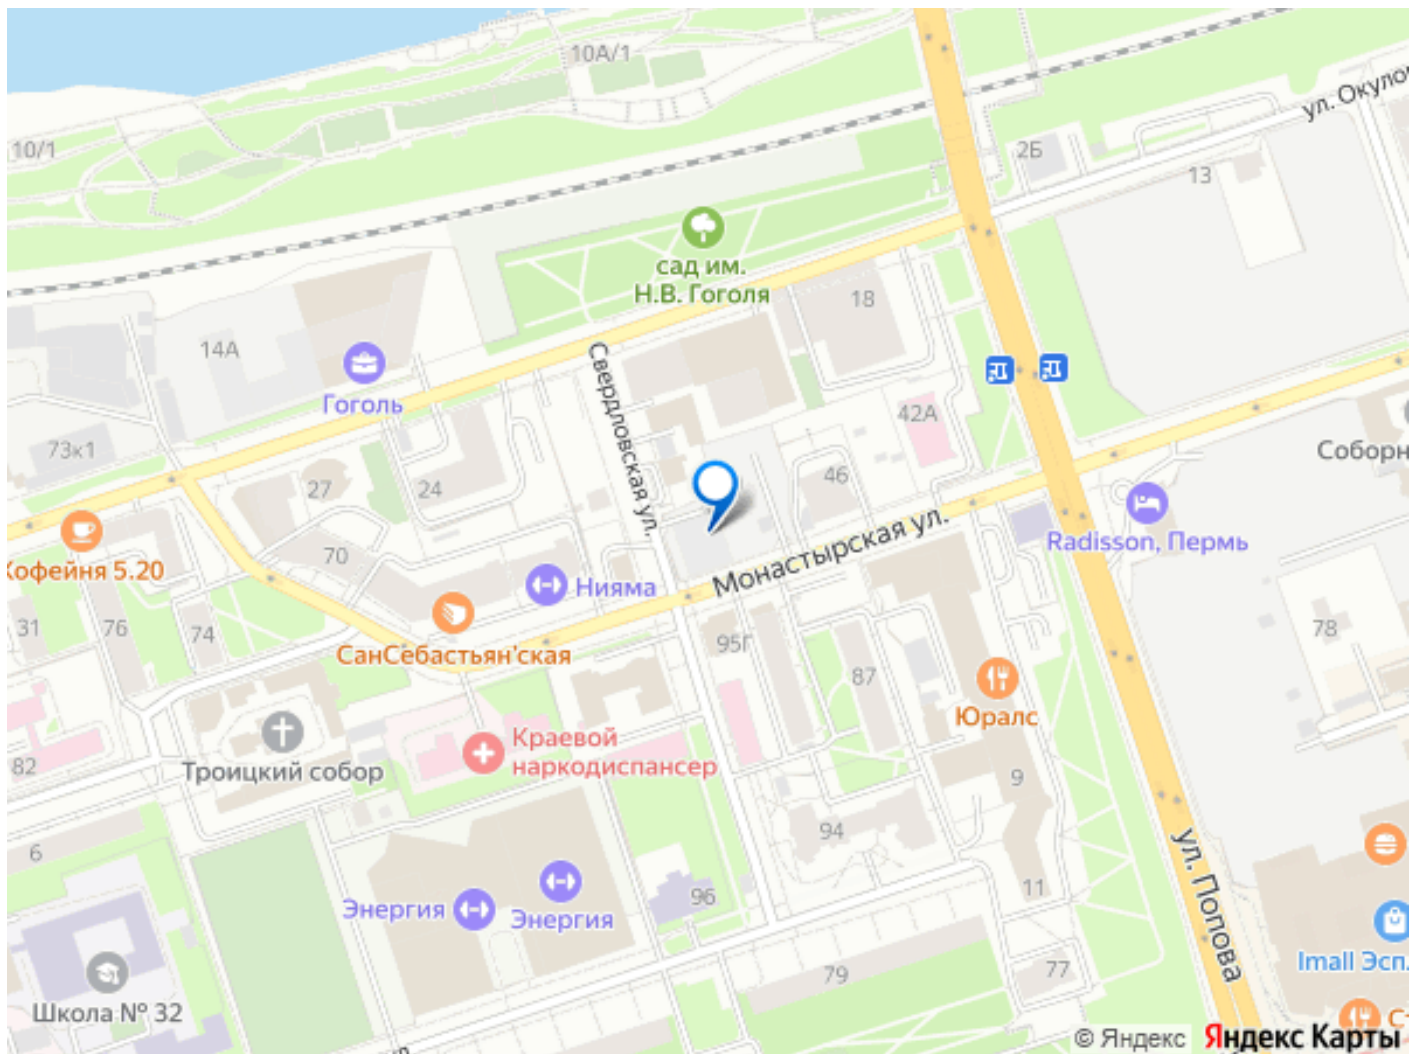 10А/1
ул. Окулов
10/1
2Б
13
сад им.
Н.В. Гоголя
18
14А
Свердловская ул.
Гоголь
42А
73к1
Соборн
27
24
46
Монастырская ул.
Radisson, Пермь
Кофейня 5.20
70
Нияма
31
76
74
СанСебастьян'ская
95Г
78
87
Юралс
82
Троицкий собор
Краевой
наркодиспансер
9
94
6
ул. Попова
11
96
Энергия
Энергия
79
77
Imall Эсп.
Школа № 32
Ст
© Яндекс
Яндекс Карты